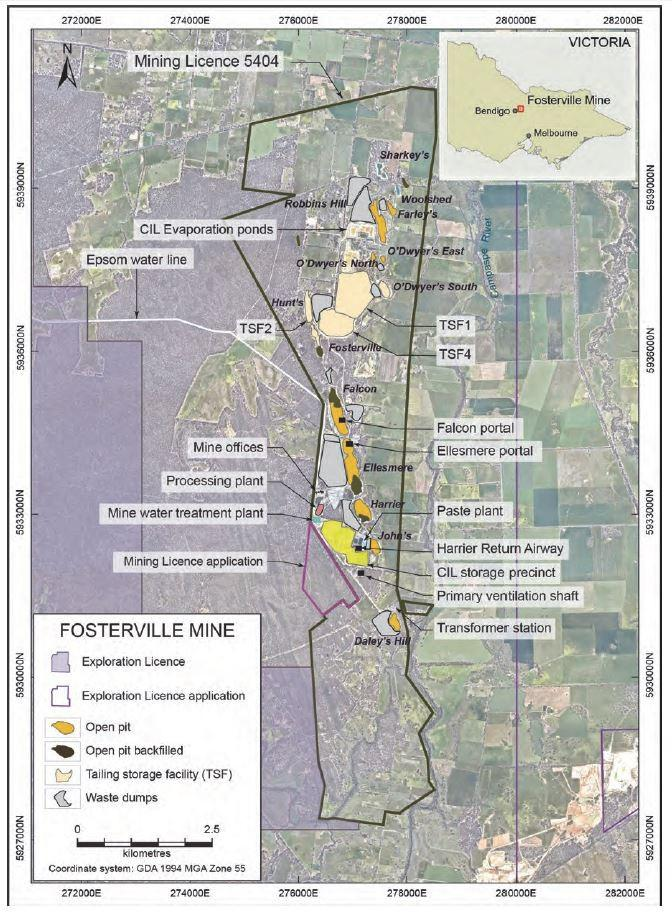 272000E
274000E
276000E
278000E
280000E
282000E
N
Mining Licence 5404
VICTORIA
Fosterville Mine
Bendigo
Melbourne
Sharkey's
5939000N
5939000N
Robbins Hill
Woolshed
Farley's
CIL Evaporation ponds
Campaspe River
O'Dwyer's East
Epsom water line
O'Dwyer's North
O'Dwyer's South
Hunt's
TSF1
TSF2
TSF4
Fosterville
5936000N
5936000N
Falcon
Falcon portal
Mine offices
Ellesmere portal
Ellesmere
Processing plant
Harrier
Paste plant
Mine water treatment plant
5933000N
5933000N
John's
Harrier Return Airway
Mining Licence application
CIL storage precinct
Primary ventilation shaft
Transformer station
Daley's Hill
FOSTERVILLE MINE
Exploration Licence
5930000N
5930000N
Exploration Licence application
Open pit
Open pit backfilled
Tailing storage facility (TSF)
Waste dumps
0
2.5
kilometres
5927000N
5927000N
Coordinate system: GDA 1994 MGA Zone 55
272000E
274000E
276000E
278000E
280000E
282000E